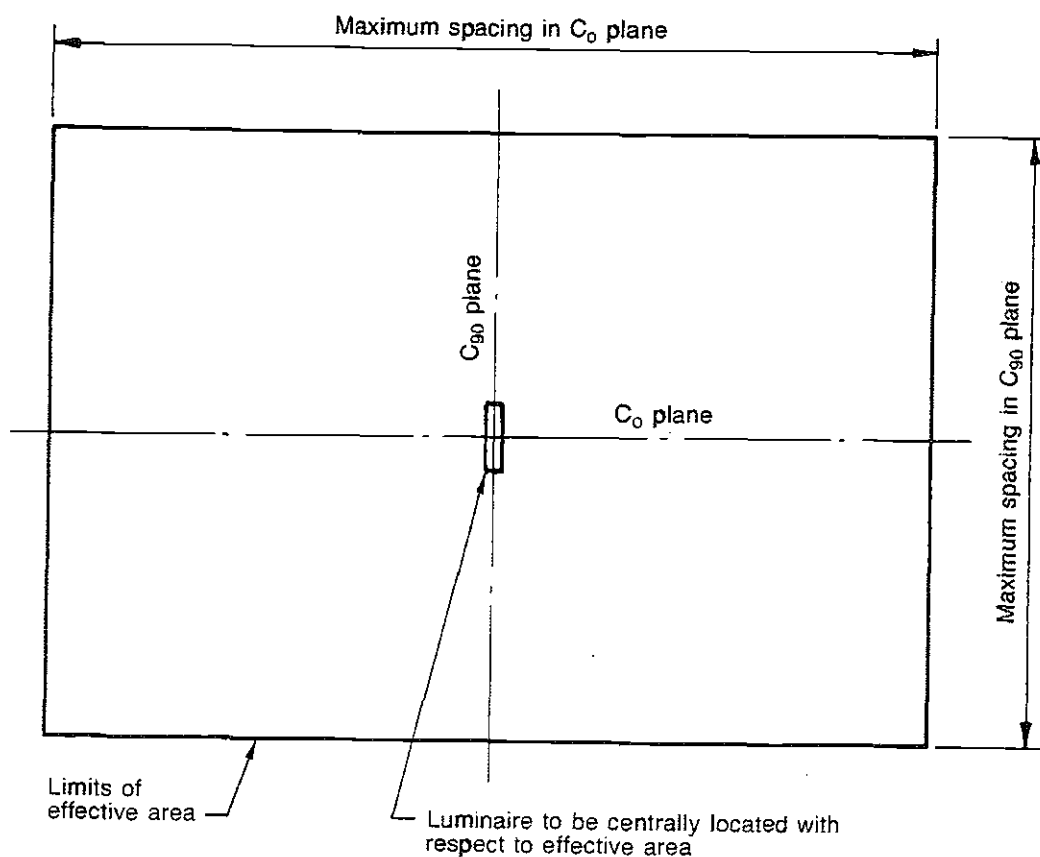 Maximum spacing in C₀ plane
C₉₀ plane
C₀ plane
Maximum spacing in C₉₀ plane
Limits of
effective area
Luminaire to be centrally located with
respect to effective area